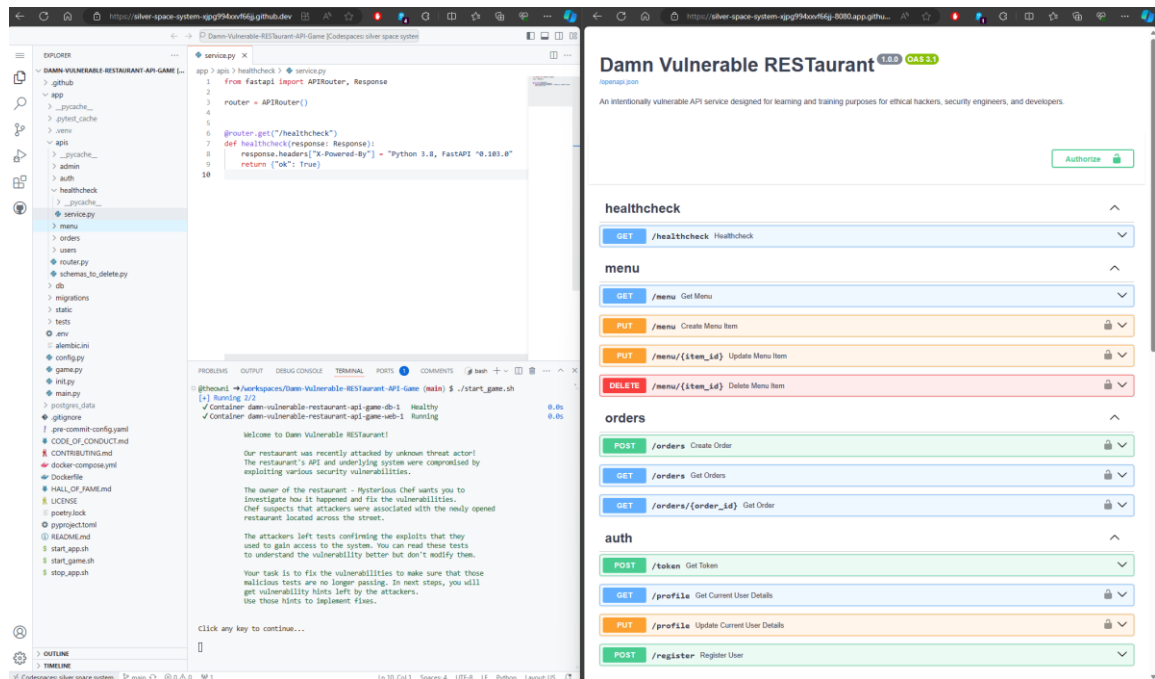 https://silver-space-system-xjpg994xxvf66jj.github.dev
Damn-Vulnerable-RESTaurant-API-Game [Codespaces: silver space system
EXPLORER
DAMN-VULNERABLE-RESTAURANT-API-GAME [...
.github
app
__pycache__
.pytest_cache
.venv
apis
__pycache__
admin
auth
healthcheck
__pycache__
service.py
menu
orders
users
router.py
schemas_to_delete.py
db
migrations
static
tests
.env
alembic.ini
config.py
game.py
init.py
main.py
postgres_data
.gitignore
.pre-commit-config.yaml
CODE_OF_CONDUCT.md
CONTRIBUTING.md
docker-compose.yml
Dockerfile
HALL_OF_FAME.md
LICENSE
poetry.lock
pyproject.toml
README.md
start_app.sh
start_game.sh
stop_app.sh
OUTLINE
TIMELINE
service.py ×
app > apis > healthcheck > service.py
1 from fastapi import APIRouter, Response
2
3 router = APIRouter()
4
5
6 @router.get("/healthcheck")
7 def healthcheck(response: Response):
8 response.headers["X-Powered-By"] = "Python 3.8, FastAPI ^0.103.0"
9 return {"ok": True}
10
PROBLEMS OUTPUT DEBUG CONSOLE TERMINAL PORTS 1 COMMENTS bash
@theowni →/workspaces/Damn-Vulnerable-RESTaurant-API-Game (main) $ ./start_game.sh
[+] Running 2/2
✓ Container damn-vulnerable-restaurant-api-game-db-1 Healthy 0.0s
✓ Container damn-vulnerable-restaurant-api-game-web-1 Running 0.0s
Welcome to Damn Vulnerable RESTaurant!
Our restaurant was recently attacked by unknown threat actor!
The restaurant's API and underlying system were compromised by
exploiting various security vulnerabilities.
The owner of the restaurant - Mysterious Chef wants you to
investigate how it happened and fix the vulnerabilities.
Chef suspects that attackers were associated with the newly opened
restaurant located across the street.
The attackers left tests confirming the exploits that they
used to gain access to the system. You can read these tests
to understand the vulnerability better but don't modify them.
Your task is to fix the vulnerabilities to make sure that those
malicious tests are no longer passing. In next steps, you will
get vulnerability hints left by the attackers.
Use those hints to implement fixes.
Click any key to continue...
Codespaces: silver space system main 0 0 1 Ln 10, Col 1 Spaces: 4 UTF-8 LF Python Layout: US
https://silver-space-system-xjpg994xxvf66jj-8080.app.githu...
Damn Vulnerable RESTaurant 1.0.0 OAS 3.1
/openapi.json
An intentionally vulnerable API service designed for learning and training purposes for ethical hackers, security engineers, and developers.
Authorize
healthcheck
GET /healthcheck Healthcheck
menu
GET /menu Get Menu
PUT /menu Create Menu Item
PUT /menu/{item_id} Update Menu Item
DELETE /menu/{item_id} Delete Menu Item
orders
POST /orders Create Order
GET /orders Get Orders
GET /orders/{order_id} Get Order
auth
POST /token Get Token
GET /profile Get Current User Details
PUT /profile Update Current User Details
POST /register Register User